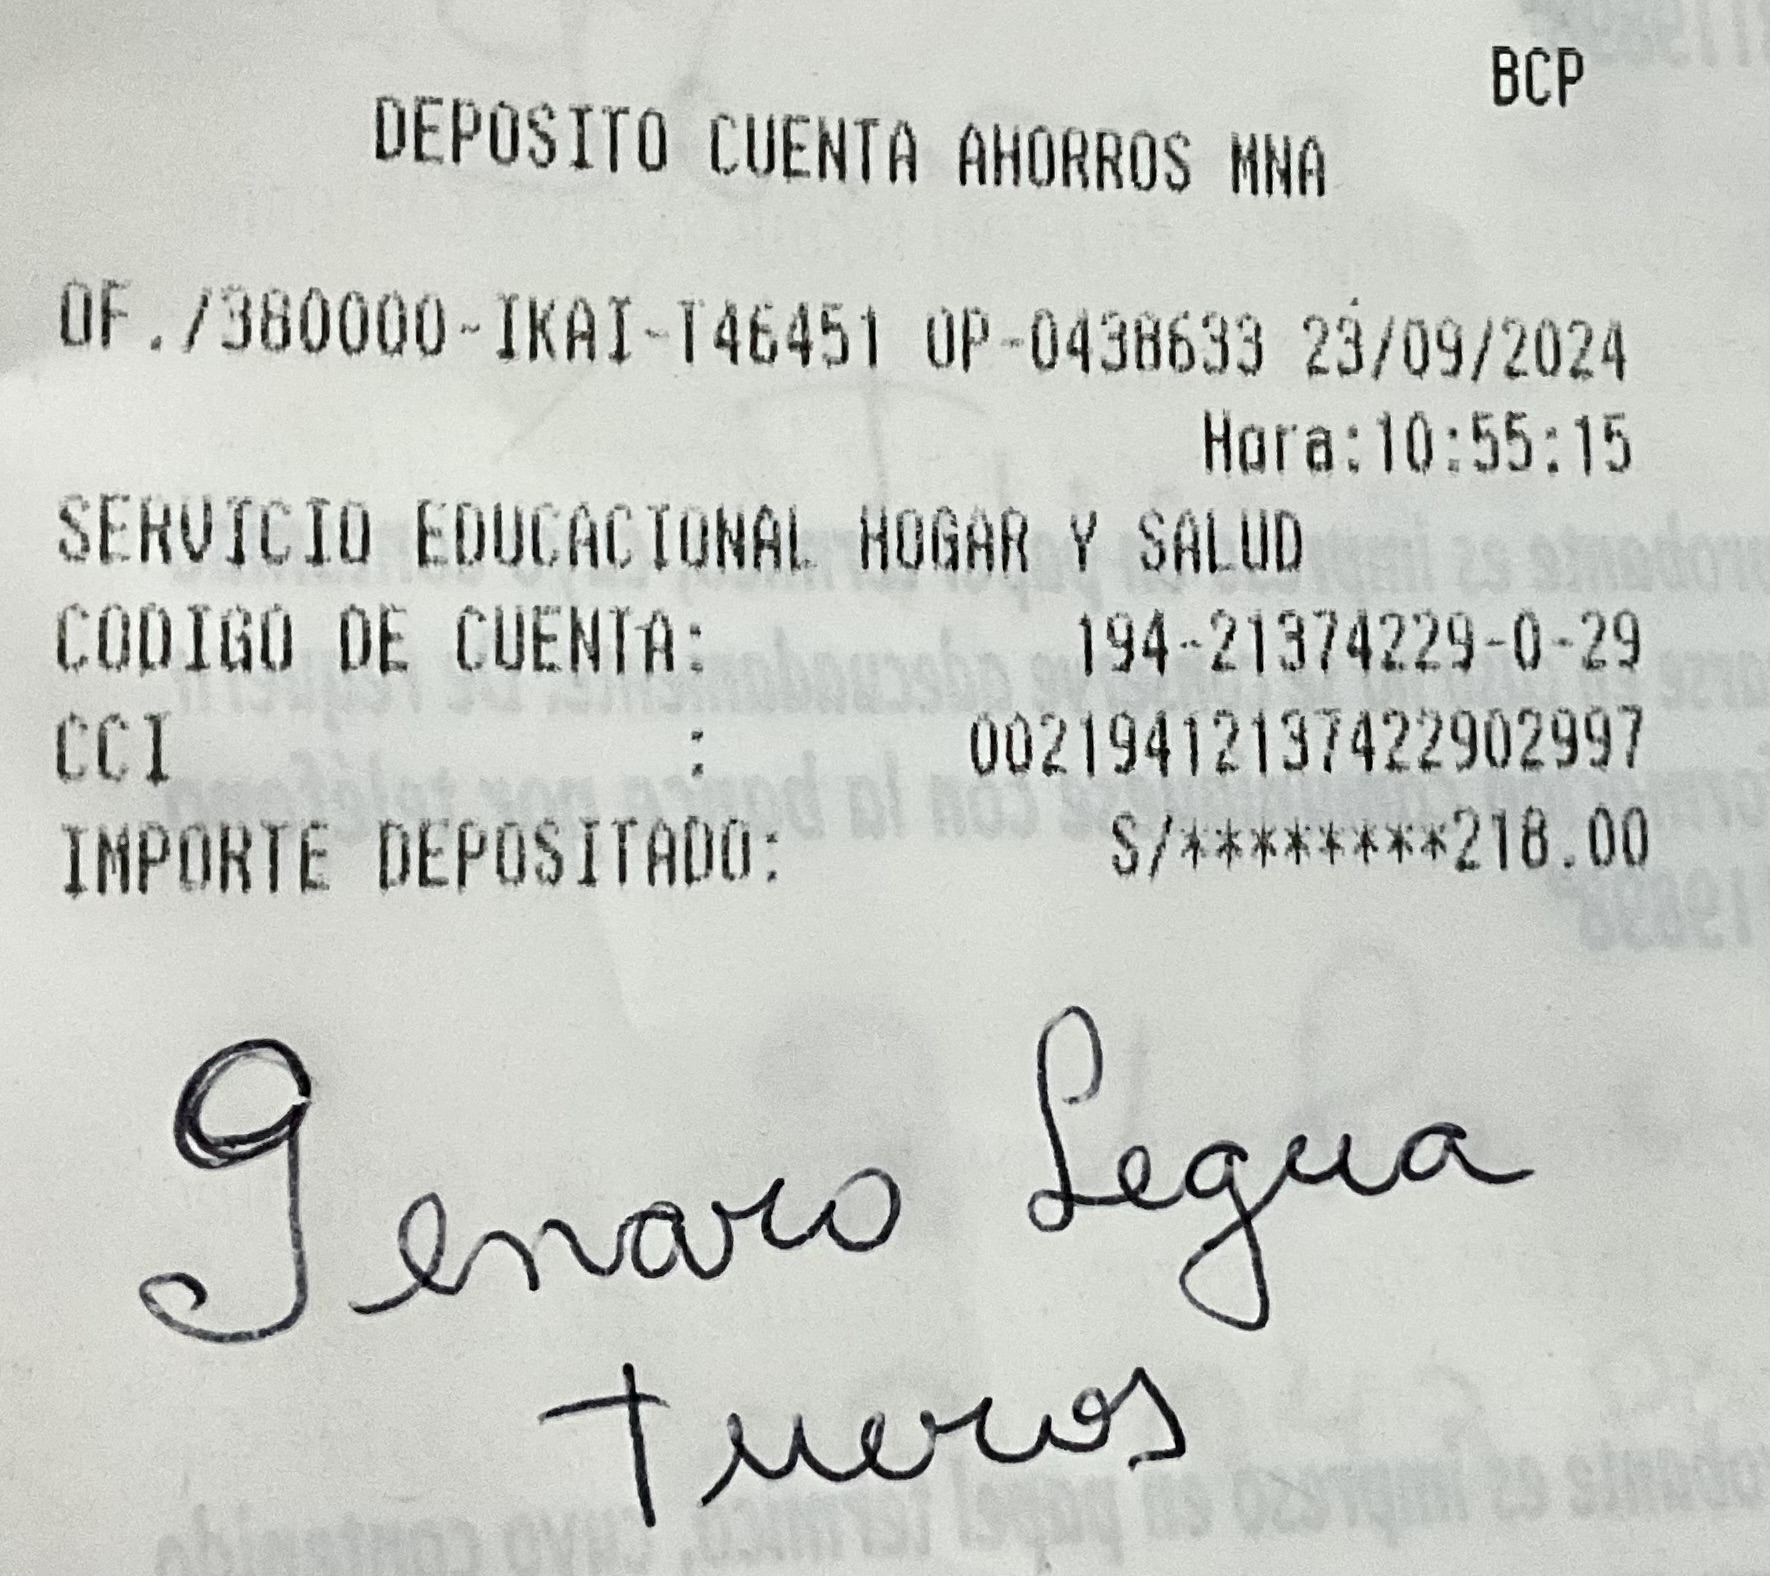 BCP
DEPOSITO CUENTA AHORROS MNA
OF./380000-IKAI-T46451 OP-0438633 23/09/2024
Hora:10:55:15
SERVICIO EDUCACIONAL HOGAR Y SALUD
CODIGO DE CUENTA: 194-21374229-0-29
CCI : 00219412137422902997
IMPORTE DEPOSITADO: S/********218.00
Genaro Legua
Tueros